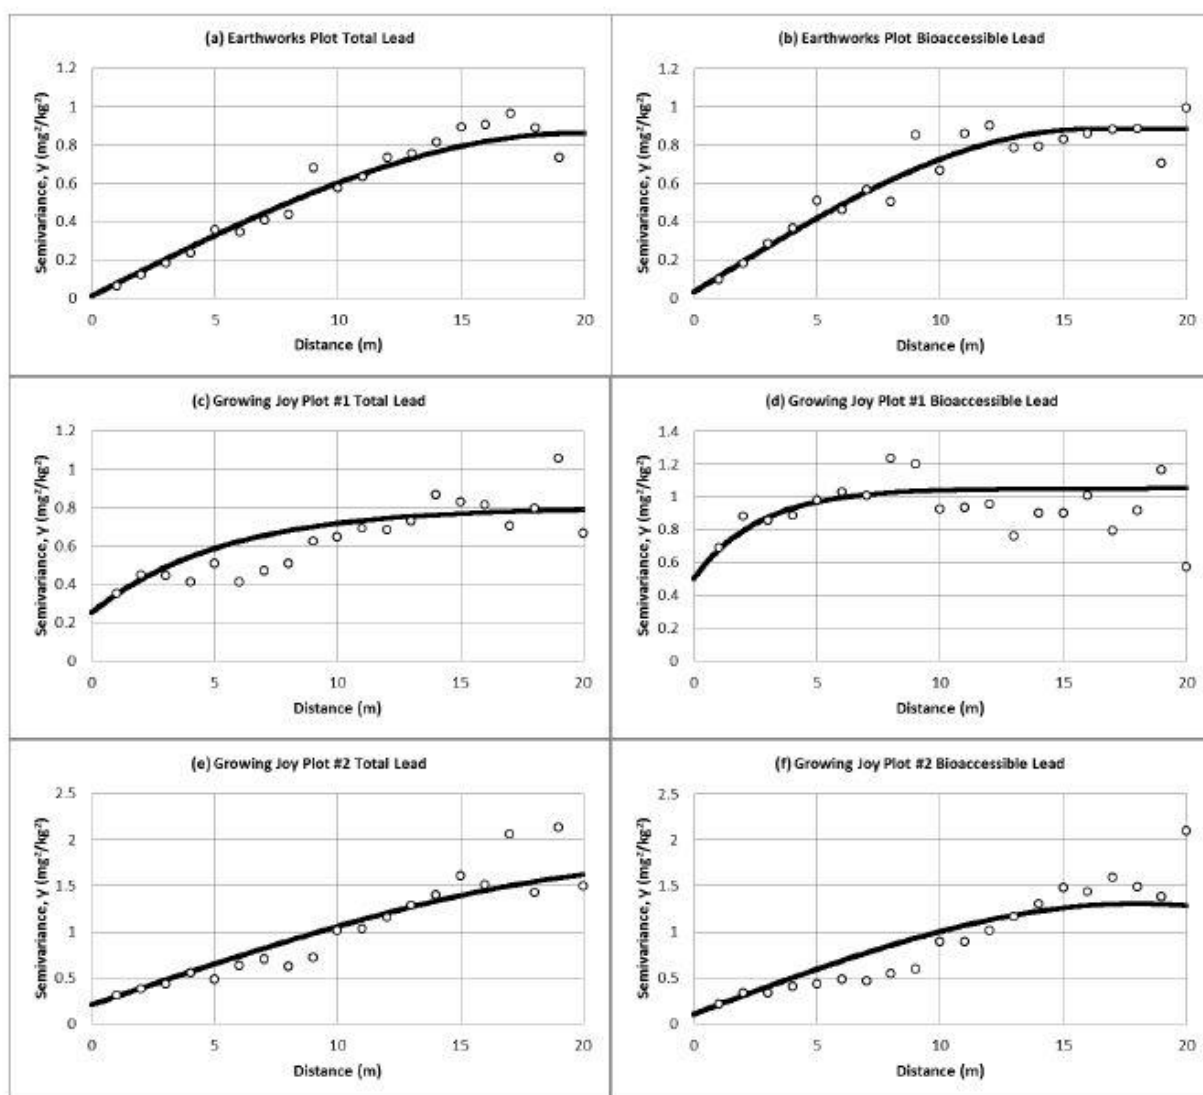 (a) Earthworks Plot Total Lead
Semivariance, γ (mg²/kg²)
1.2
1
0.8
0.6
0.4
0.2
0
0 5 10 15 20
Distance (m)
(b) Earthworks Plot Bioaccessible Lead
Semivariance, γ (mg²/kg²)
1.2
1
0.8
0.6
0.4
0.2
0
0 5 10 15 20
Distance (m)
(c) Growing Joy Plot #1 Total Lead
Semivariance, γ (mg²/kg²)
1.2
1
0.8
0.6
0.4
0.2
0
0 5 10 15 20
Distance (m)
(d) Growing Joy Plot #1 Bioaccessible Lead
Semivariance, γ (mg²/kg²)
1.4
1.2
1
0.8
0.6
0.4
0.2
0
0 5 10 15 20
Distance (m)
(e) Growing Joy Plot #2 Total Lead
Semivariance, γ (mg²/kg²)
2.5
2
1.5
1
0.5
0
0 5 10 15 20
Distance (m)
(f) Growing Joy Plot #2 Bioaccessible Lead
Semivariance, γ (mg²/kg²)
2.5
2
1.5
1
0.5
0
0 5 10 15 20
Distance (m)